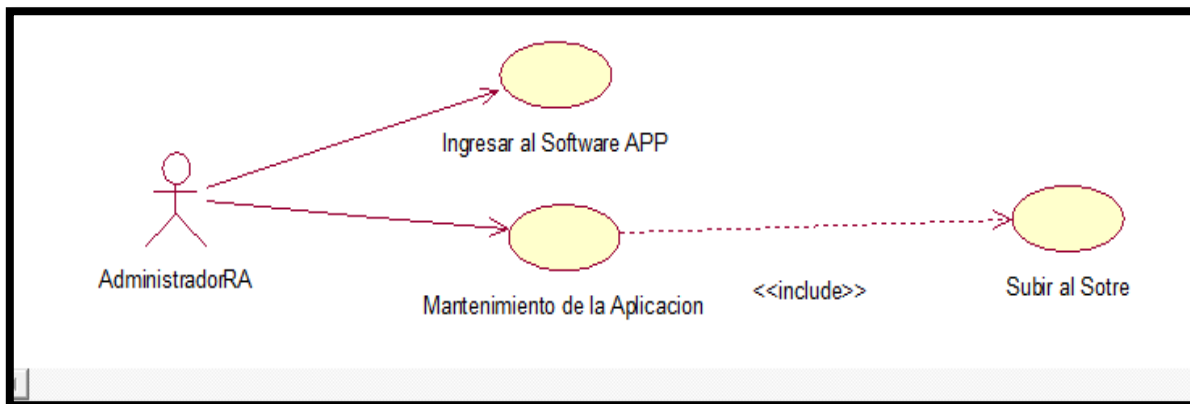 Ingresar al Software APP
AdministradorRA
Mantenimiento de la Aplicacion
<<include>>
Subir al Sotre